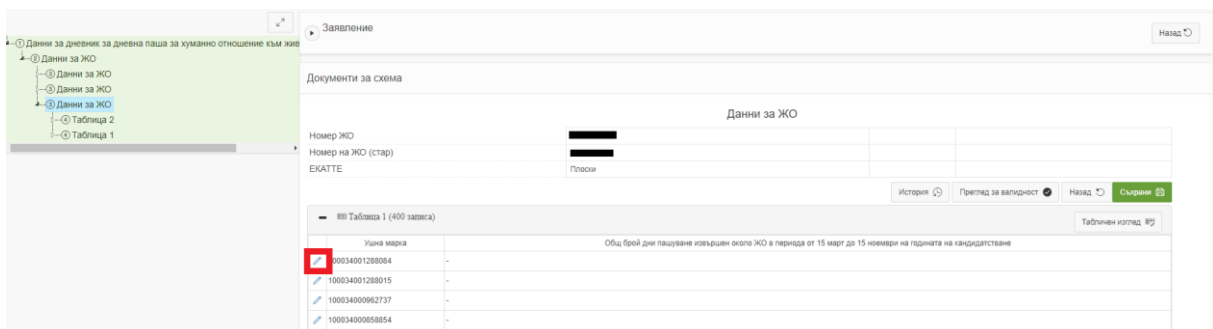 ① Данни за дневник за дневна паша за хуманно отношение към жив
② Данни за ЖО
③ Данни за ЖО
③ Данни за ЖО
③ Данни за ЖО
④ Таблица 2
④ Таблица 1
Заявление
Назад
Документи за схема
Данни за ЖО
Номер ЖО
Номер на ЖО (стар)
ЕКАТТЕ Плоски
История Преглед за валидност Назад Съхрани
Таблица 1 (400 записа)
Табличен изглед
Ушна марка Общ брой дни пашуване извършен около ЖО в периода от 15 март до 15 ноември на годината на кандидатстване
100034001288084 -
100034001288015 -
100034000962737 -
100034000858854 -